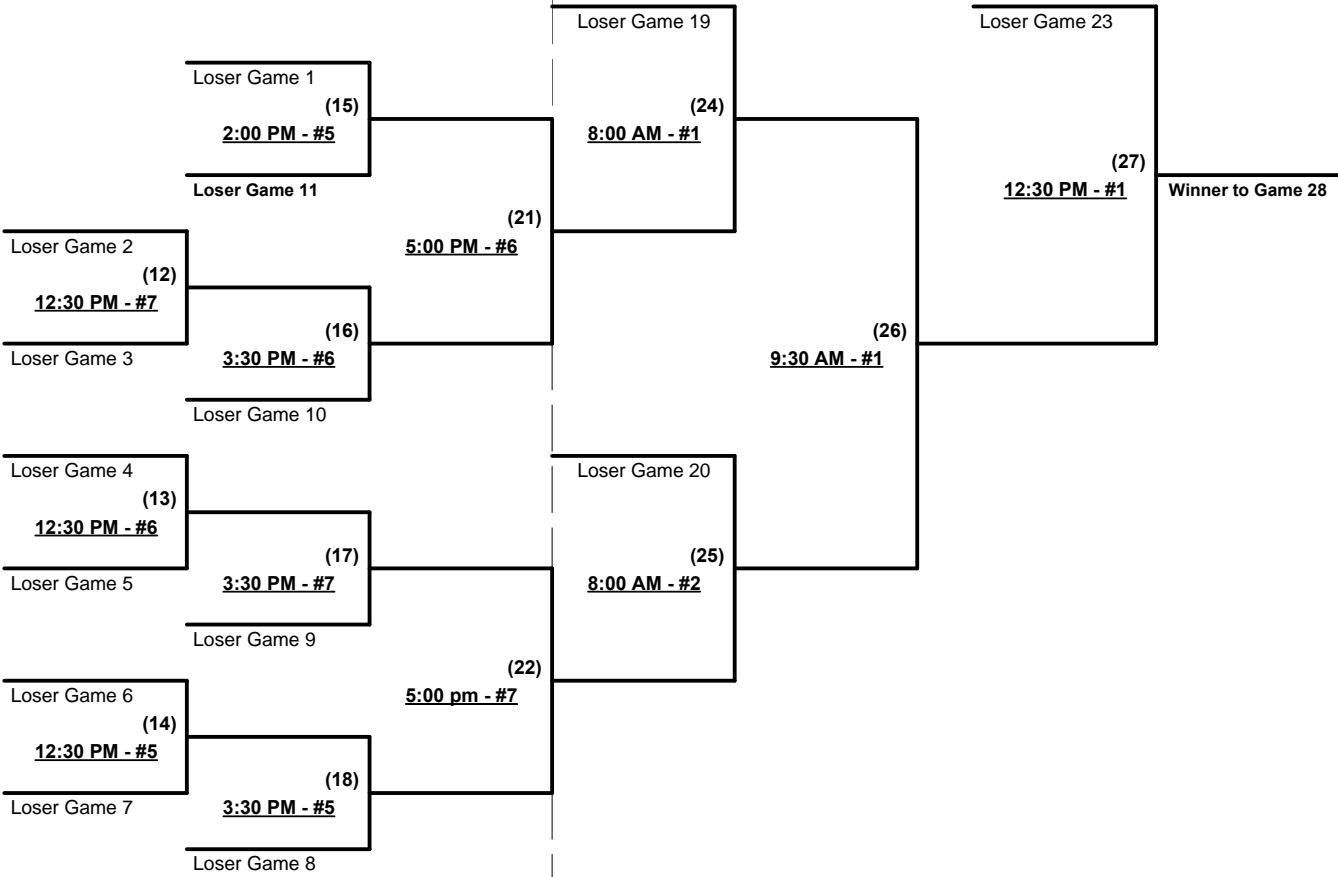 Loser Game 19
Loser Game 23
Loser Game 1
(15)
2:00 PM - #5
(24)
8:00 AM - #1
Loser Game 11
(27)
12:30 PM - #1
Winner to Game 28
Loser Game 2
(21)
5:00 PM - #6
(12)
12:30 PM - #7
Loser Game 3
(16)
3:30 PM - #6
(26)
9:30 AM - #1
Loser Game 10
Loser Game 4
Loser Game 20
(13)
12:30 PM - #6
Loser Game 5
(17)
3:30 PM - #7
(25)
8:00 AM - #2
Loser Game 9
Loser Game 6
(22)
5:00 pm - #7
(14)
12:30 PM - #5
Loser Game 7
(18)
3:30 PM - #5
Loser Game 8